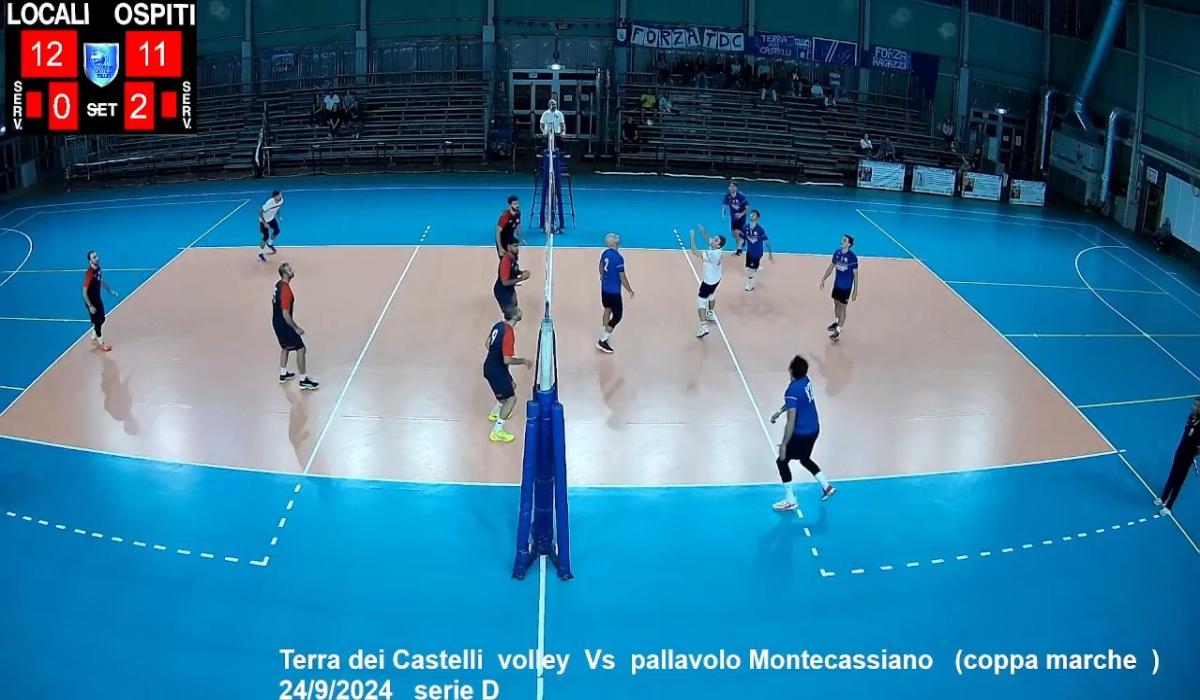 LOCALI OSPITI
12 11
SERV. 0 SET 2 SERV.
FORZA TDC
TERRA
CASTELLI
FORZA
RAGAZZI
2
Terra dei Castelli volley Vs pallavolo Montecassiano (coppa marche )
24/9/2024 serie D